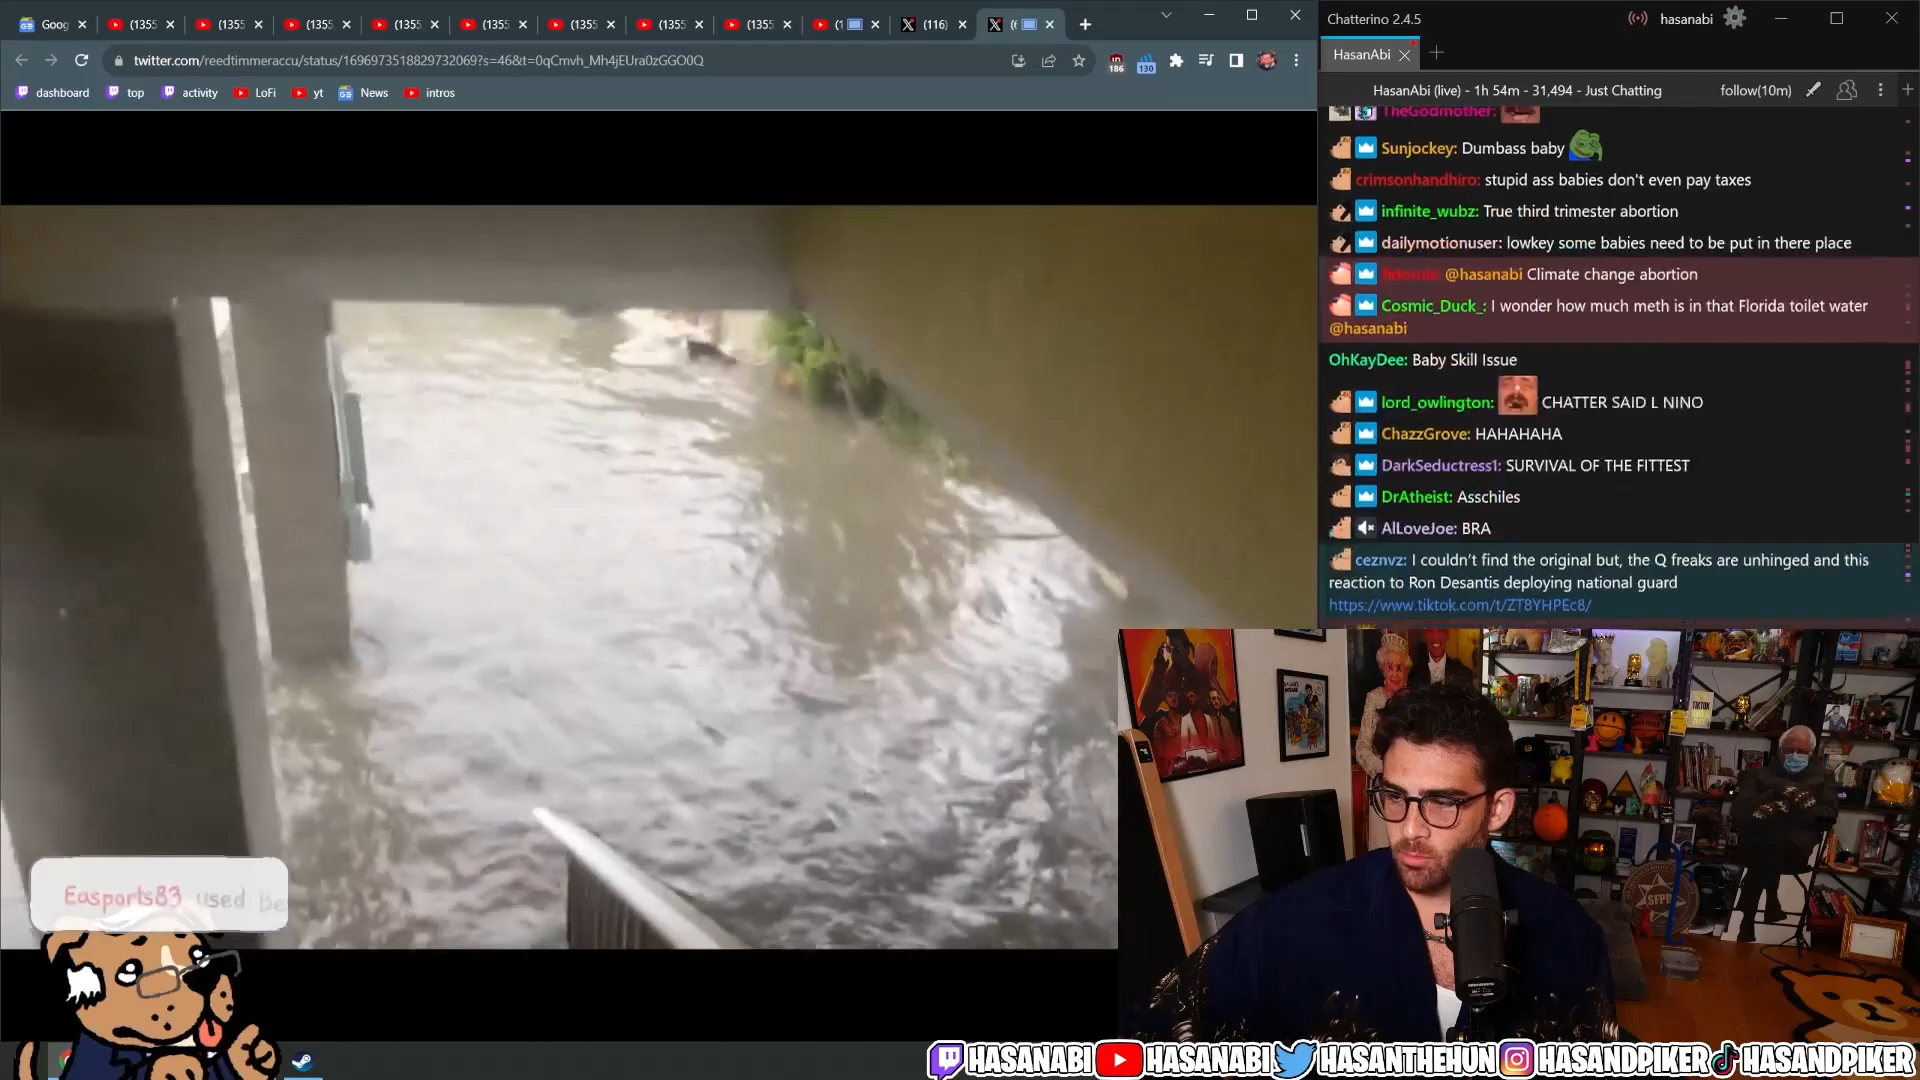 Goog
(1355
(1355
(1355
(1355
(1355
(1355
(1355
(1355
(1
(116)
(6
twitter.com/reedtimmeraccu/status/1696973518829732069?s=46&t=0qCmvh_Mh4jEUra0zGGO0Q
186
130
dashboard
top
activity
LoFi
yt
News
intros
Chatterino 2.4.5
hasanabi
HasanAbi
HasanAbi (live) - 1h 54m - 31,494 - Just Chatting
follow(10m)
TheGodmother:
Sunjockey: Dumbass baby
crimsonhandhiro: stupid ass babies don't even pay taxes
infinite_wubz: True third trimester abortion
dailymotionuser: lowkey some babies need to be put in there place
@hasanabi Climate change abortion
Cosmic_Duck_: I wonder how much meth is in that Florida toilet water
@hasanabi
OhKayDee: Baby Skill Issue
lord_owlington: CHATTER SAID L NINO
ChazzGrove: HAHAHAHA
DarkSeductress1: SURVIVAL OF THE FITTEST
DrAtheist: Asschiles
AlLoveJoe: BRA
ceznvz: I couldn't find the original but, the Q freaks are unhinged and this
reaction to Ron Desantis deploying national guard
https://www.tiktok.com/t/ZT8YHPEc8/
Easports83 used Be
SFPD
HASANABI HASANABI HASANTHEHUN HASANDPIKER HASANDPIKER